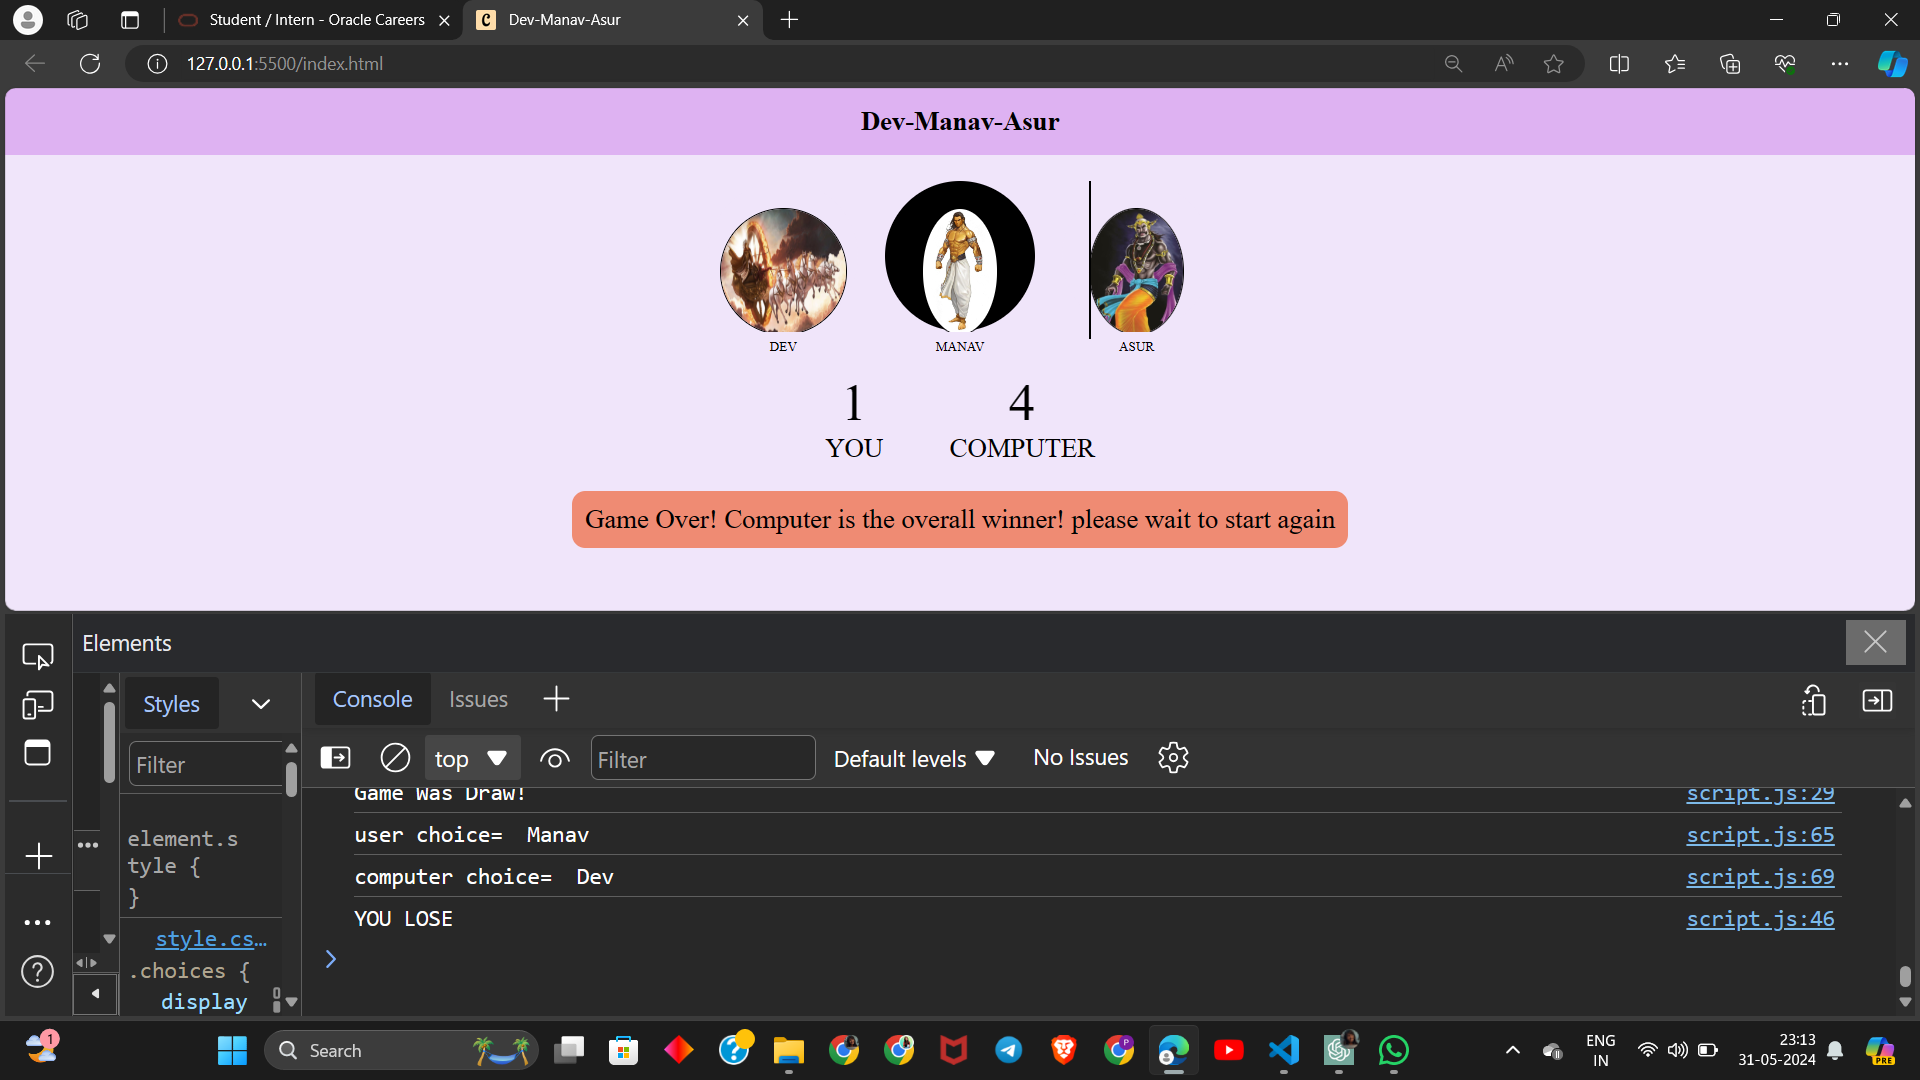 Student / Intern - Oracle Careers
Dev-Manav-Asur
127.0.0.1:5500/index.html
Dev-Manav-Asur
DEV
MANAV
ASUR
1
4
YOU
COMPUTER
Game Over! Computer is the overall winner! please wait to start again
Elements
Styles
Console
Issues
Filter
top
Filter
Default levels
No Issues
Game Was Draw!
script.js:29
user choice=  Manav
script.js:65
computer choice=  Dev
script.js:69
YOU LOSE
script.js:46
element.s
tyle {
}
style.cs…
.choices {
display
1
Search
ENG
IN
23:13
31-05-2024
PRE